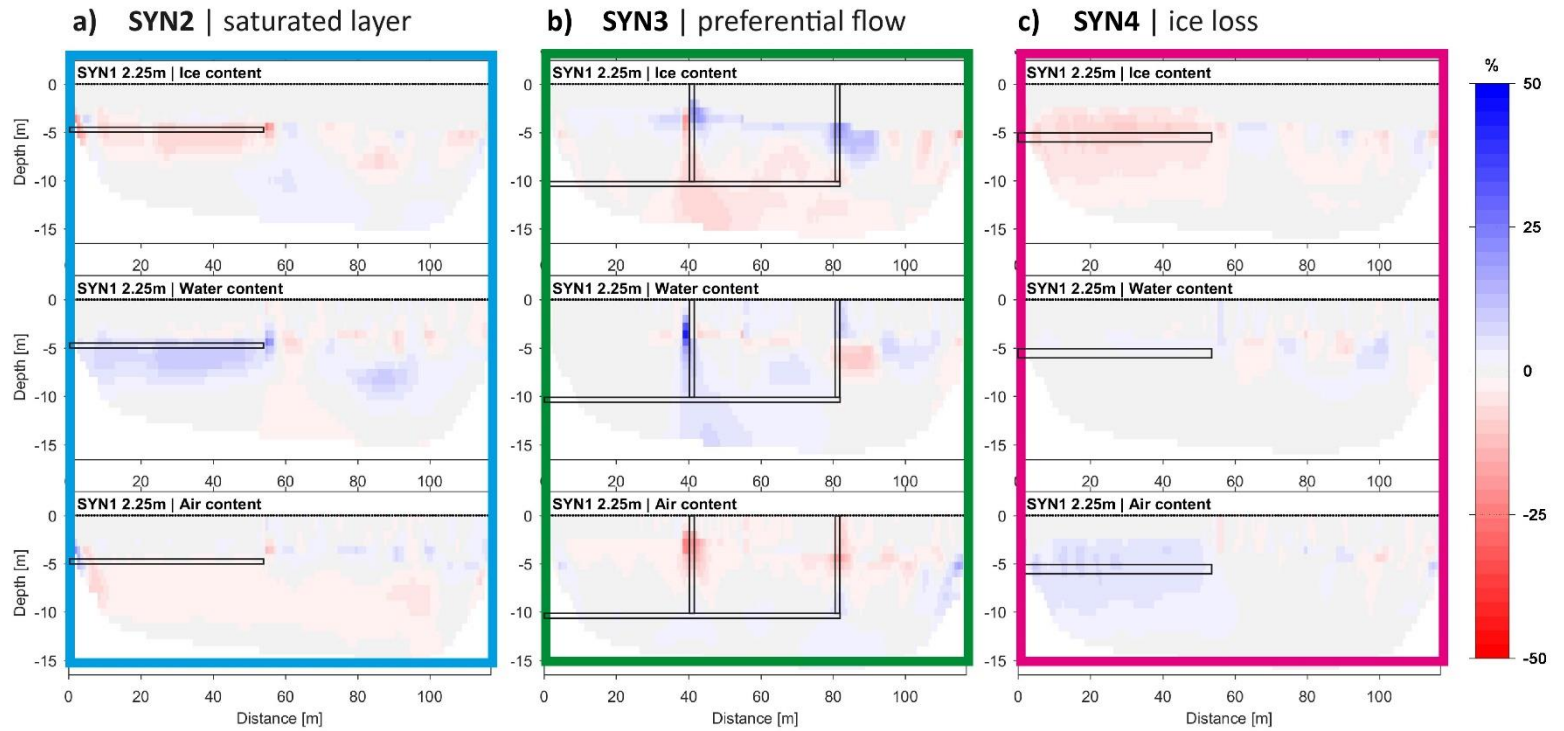 a) SYN2 | saturated layer
b) SYN3 | preferential flow
c) SYN4 | ice loss
SYN1 2.25m | Ice content
SYN1 2.25m | Ice content
SYN1 2.25m | Ice content
%
Depth [m]
0
-5
-10
-15
0
-5
-10
-15
0
-5
-10
-15
0 20 40 60 80 100
0 20 40 60 80 100
0 20 40 60 80 100
SYN1 2.25m | Water content
SYN1 2.25m | Water content
SYN1 2.25m | Water content
Depth [m]
0
-5
-10
-15
0
-5
-10
-15
0
-5
-10
-15
0 20 40 60 80 100
0 20 40 60 80 100
0 20 40 60 80 100
SYN1 2.25m | Air content
SYN1 2.25m | Air content
SYN1 2.25m | Air content
Depth [m]
0
-5
-10
-15
0
-5
-10
-15
0
-5
-10
-15
0 20 40 60 80 100
0 20 40 60 80 100
0 20 40 60 80 100
Distance [m]
Distance [m]
Distance [m]
50
25
0
-25
-50